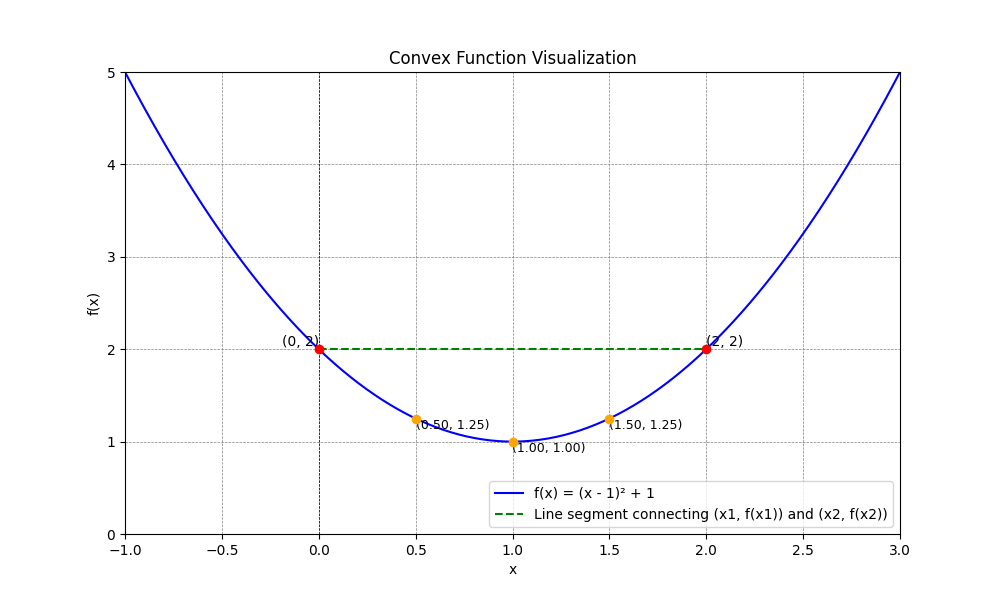 Convex Function Visualization
5
4
3
2
1
0
f(x)
(0, 2)
(2, 2)
(0.50, 1.25)
(1.50, 1.25)
(1.00, 1.00)
f(x) = (x - 1)² + 1
Line segment connecting (x1, f(x1)) and (x2, f(x2))
−1.0 −0.5 0.0 0.5 1.0 1.5 2.0 2.5 3.0
x